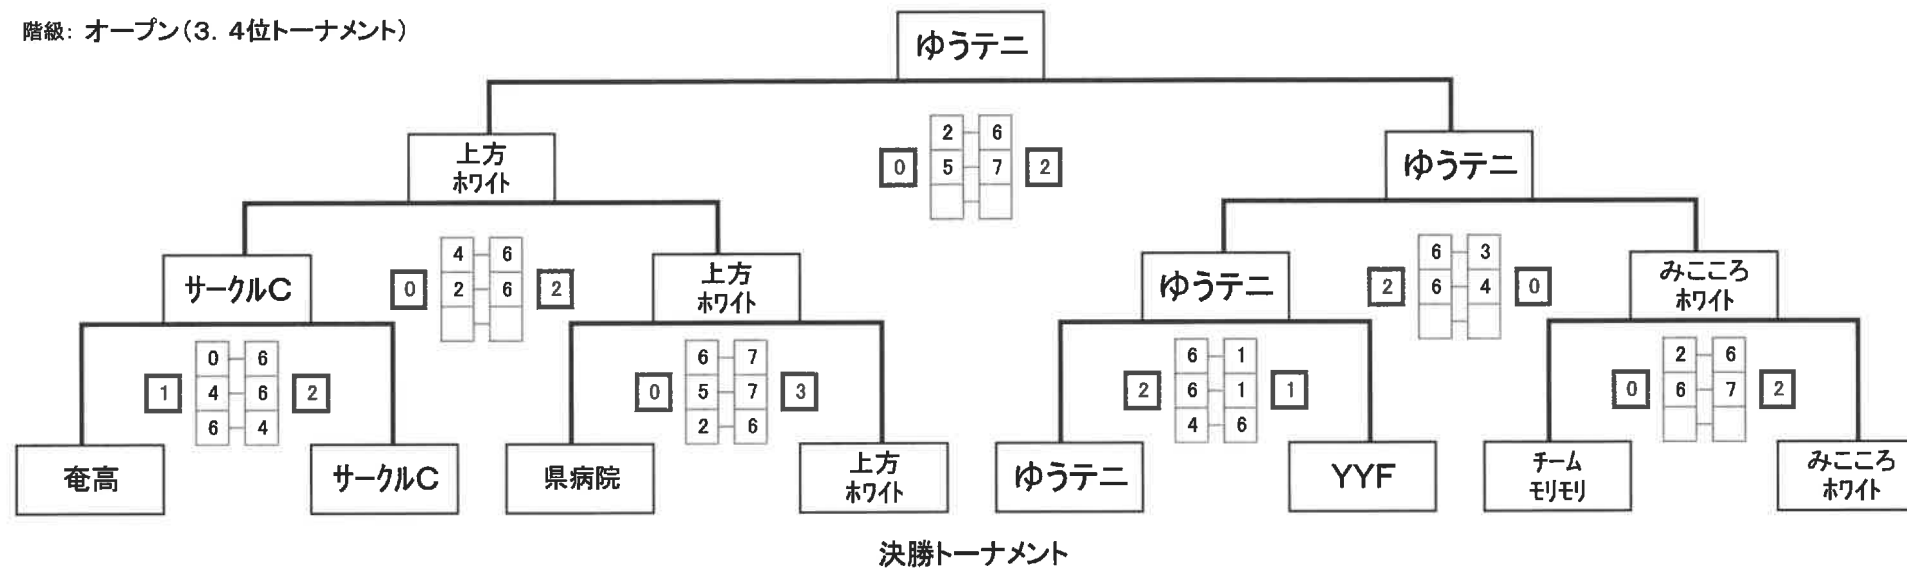 階級: オープン(3. 4位トーナメント)
ゆうテニ
2 6
0 5 7 2
上方
ホワイト
ゆうテニ
4 6
0 2 6 2
6 3
2 6 4 0
サークルC
上方
ホワイト
ゆうテニ
みこころ
ホワイト
0 6
1 4 6 2
6 4
6 7
0 5 7 3
2 6
6 1
2 6 1 1
4 6
2 6
0 6 7 2
奄高
サークルC
県病院
上方
ホワイト
ゆうテニ
YYF
チーム
モリモリ
みこころ
ホワイト
決勝トーナメント